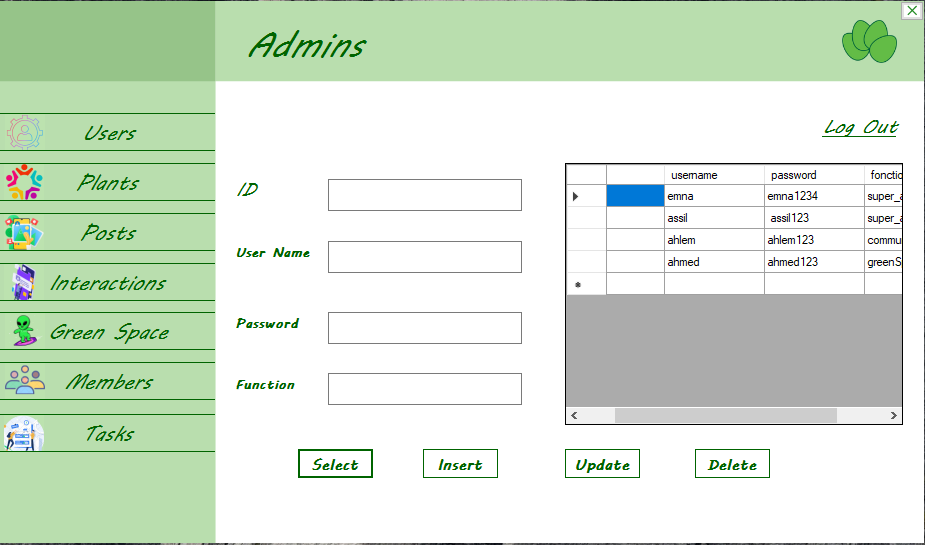 Admins
Log Out
Users
Plants
Posts
Interactions
Green Space
Members
Tasks
ID
User Name
Password
Function
username password fonctio
emna emna1234 super_a
assil assil123 super_a
ahlem ahlem123 commu
ahmed ahmed123 greenS
Select Insert Update Delete